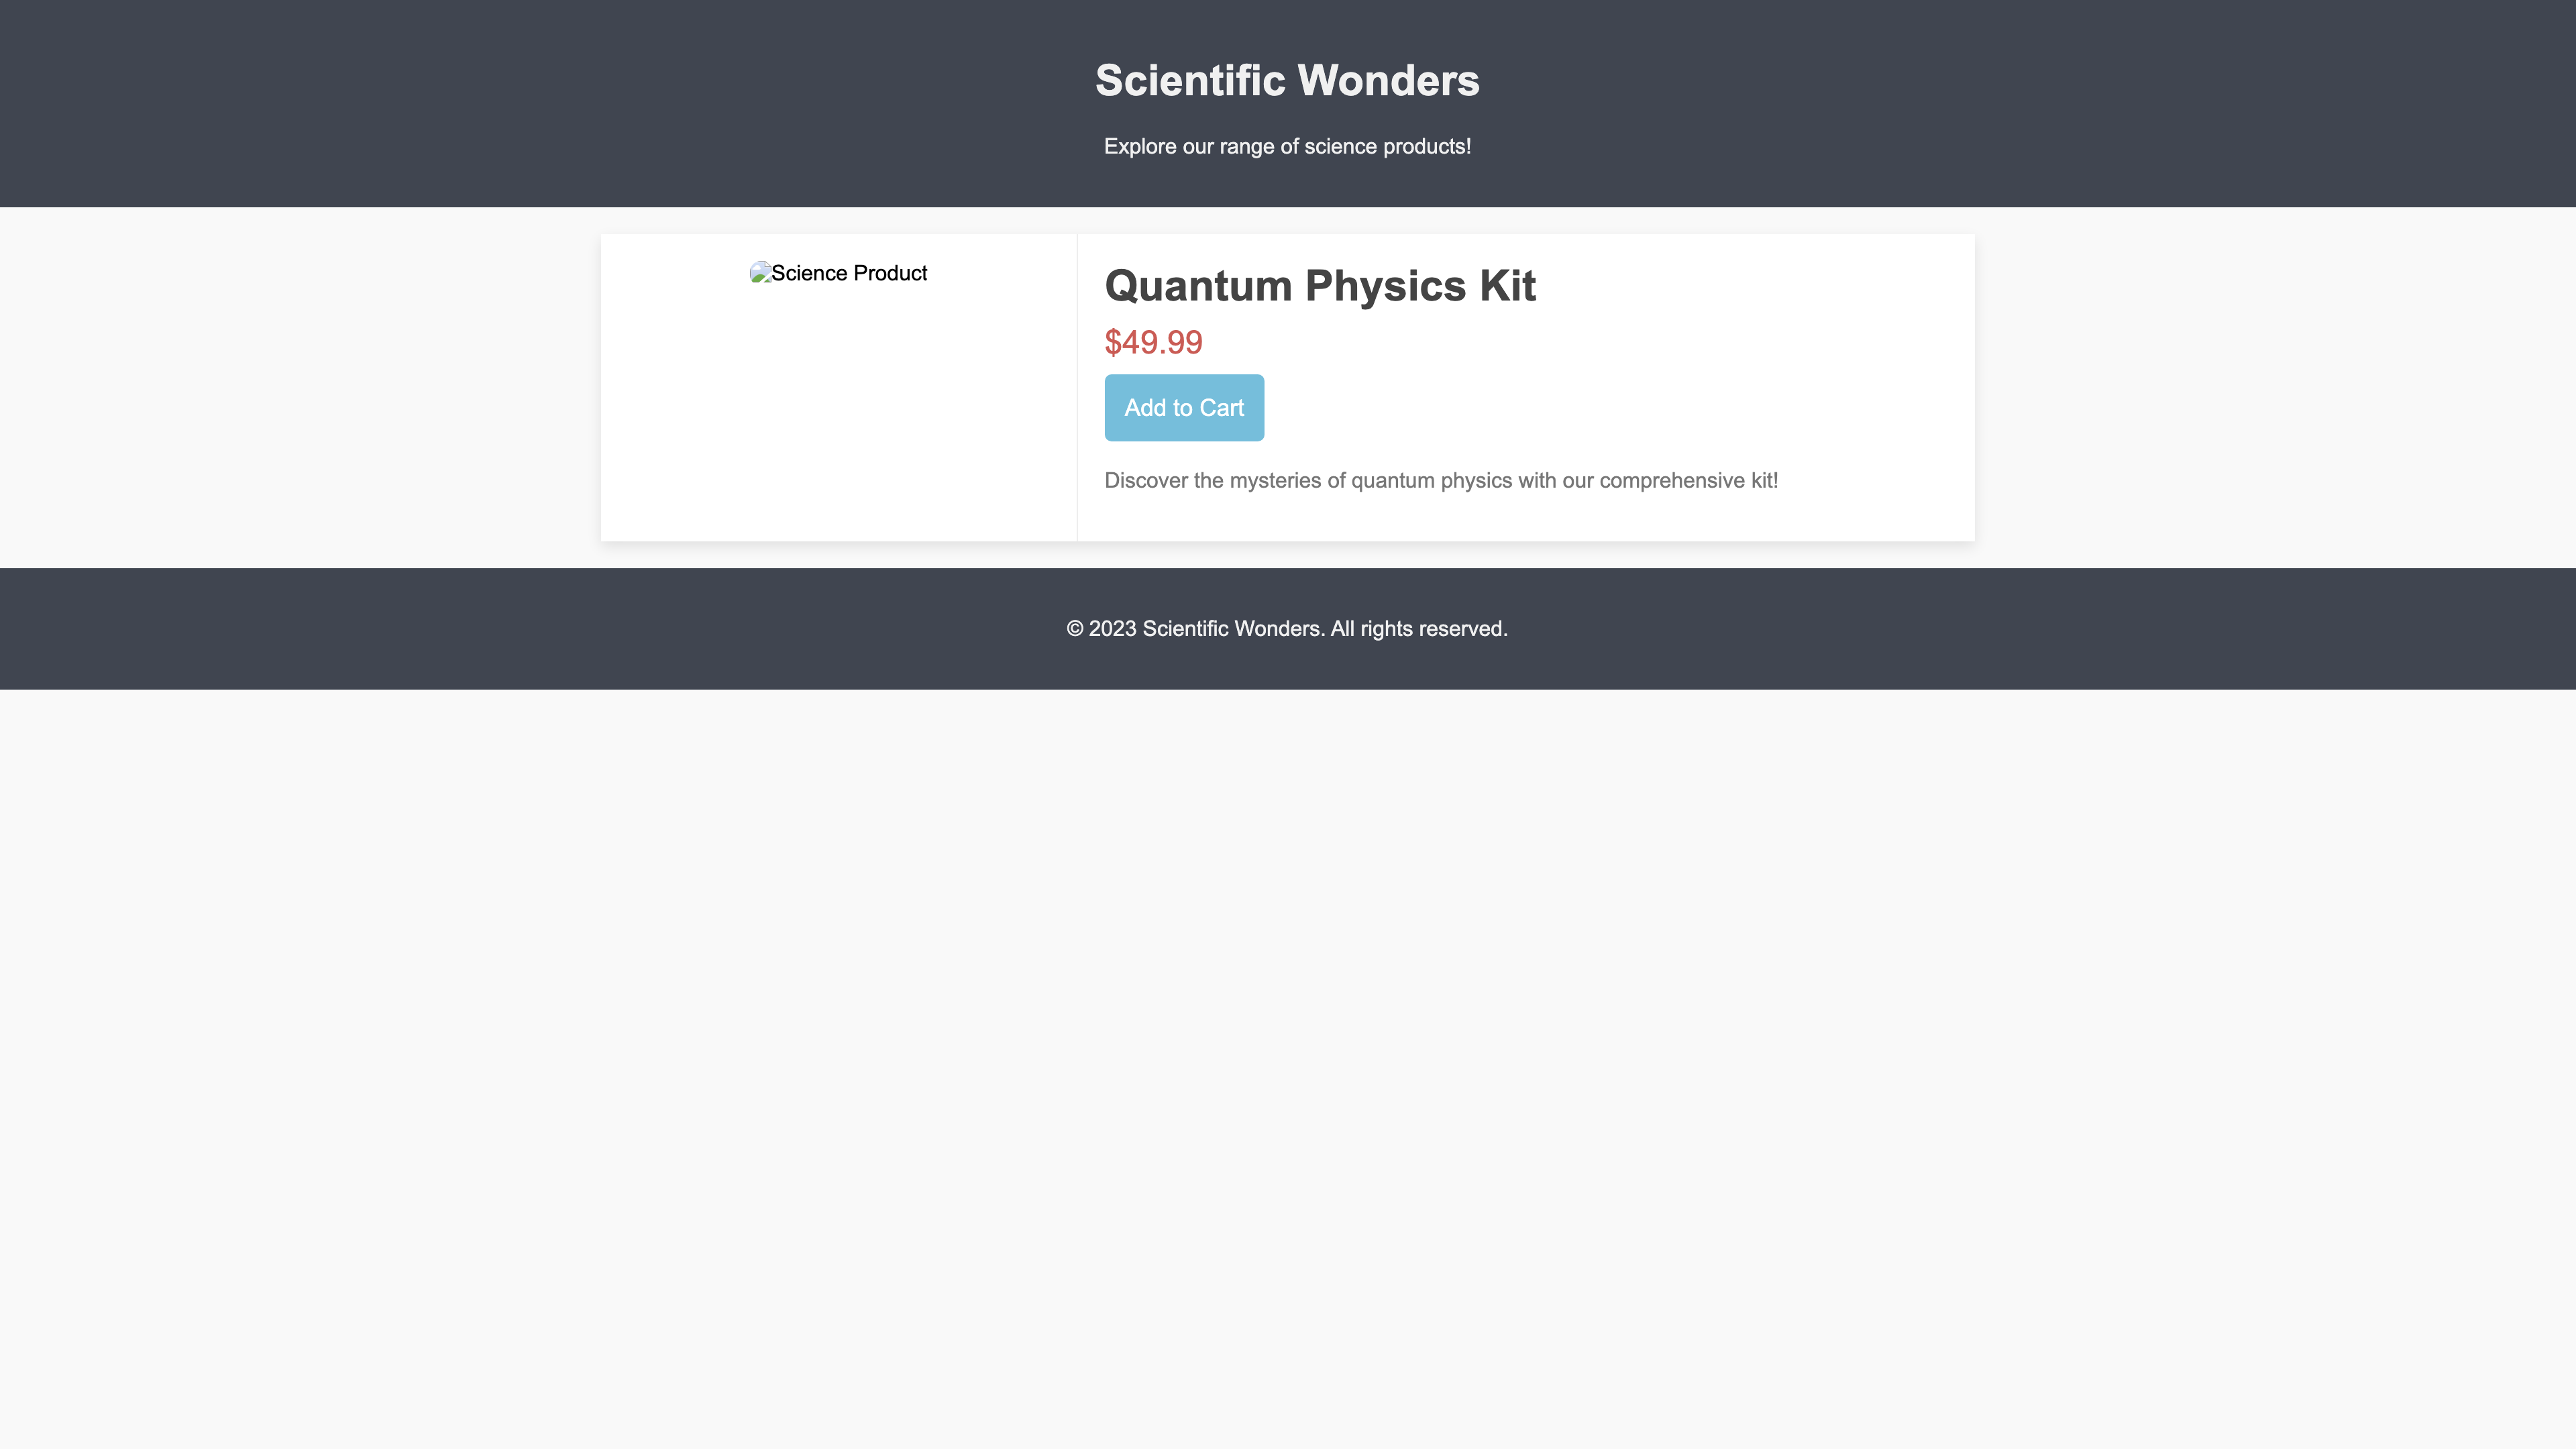 Scientific Wonders
Explore our range of science products!
Science Product
Quantum Physics Kit
$49.99
Add to Cart
Discover the mysteries of quantum physics with our comprehensive kit!
© 2023 Scientific Wonders. All rights reserved.